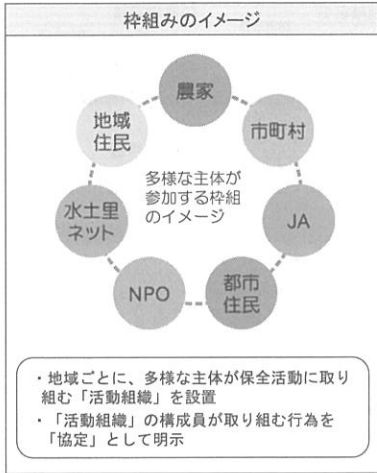 枠組みのイメージ
農家
地域
住民
市町村
多様な主体が
参加する枠組
のイメージ
水土里
ネット
JA
NPO
都市
住民
・地域ごとに、多様な主体が保全活動に取り
組む「活動組織」を設置
・「活動組織」の構成員が取り組む行為を
「協定」として明示